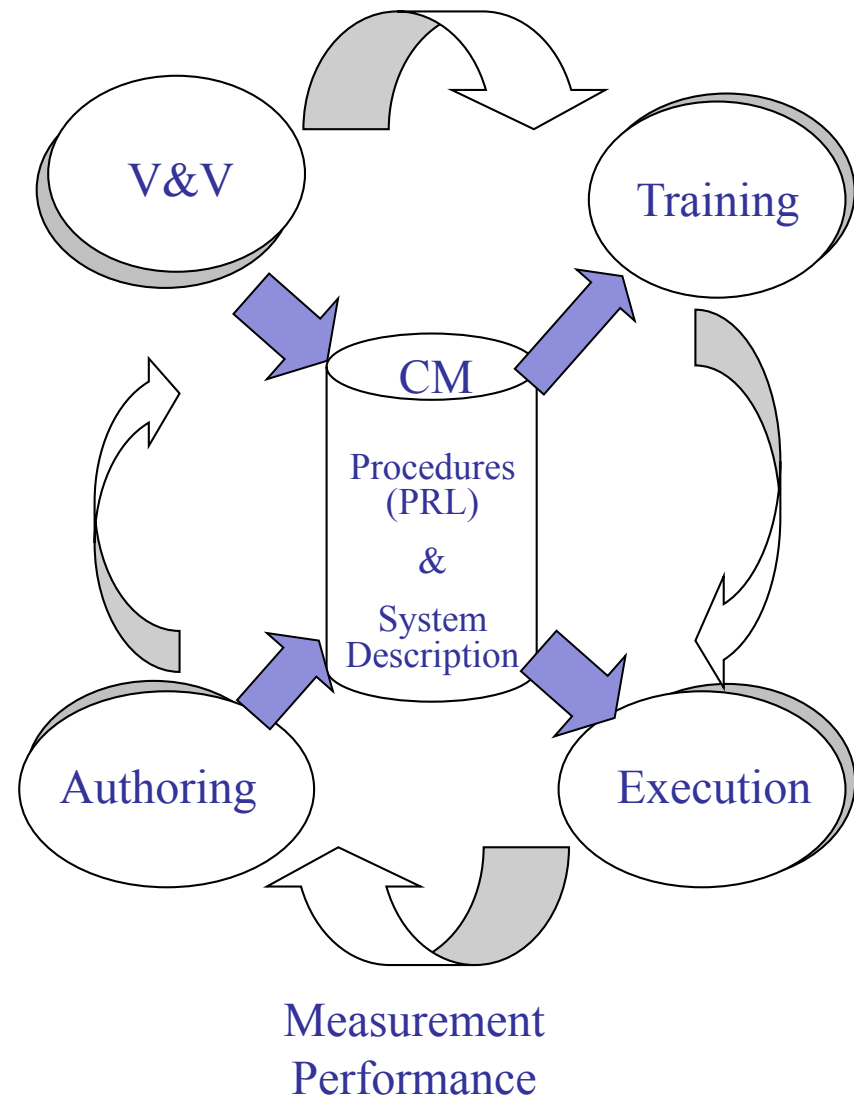 V&V
Training
CM
Procedures
(PRL)
&
System
Description
Authoring
Execution
Measurement
Performance